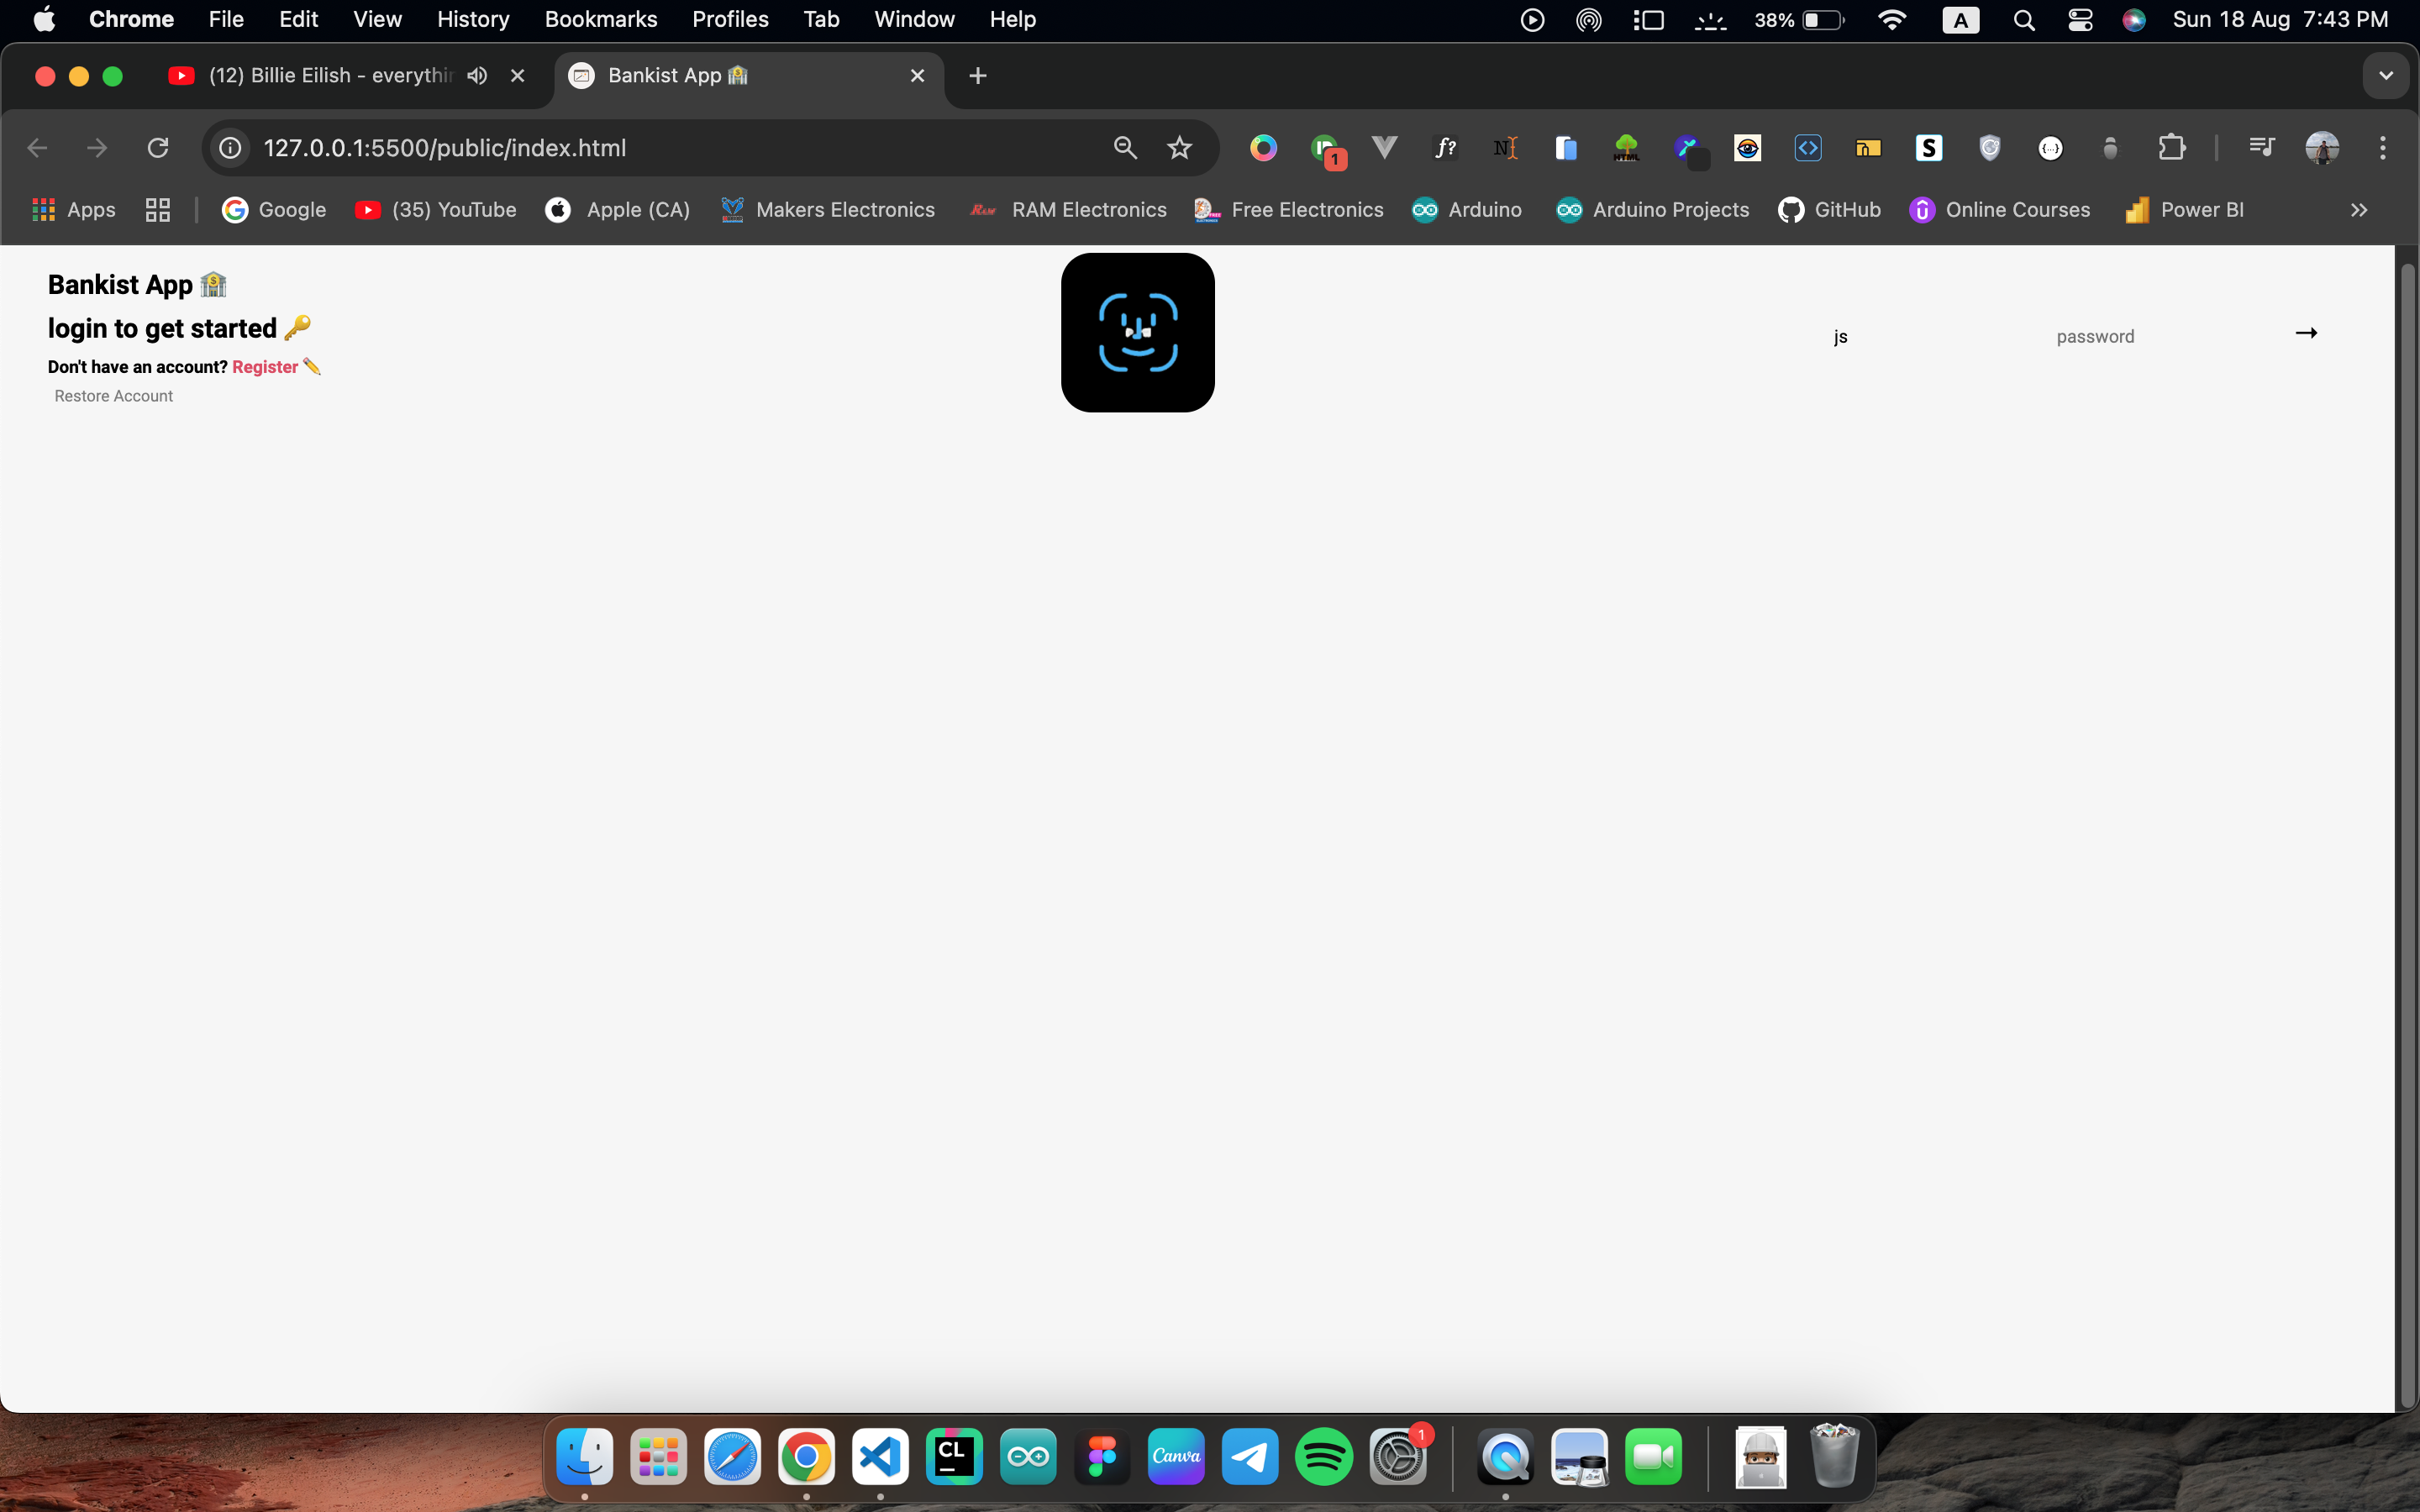 Chrome File Edit View History Bookmarks Profiles Tab Window Help 38% A Sun 18 Aug 7:43 PM
(12) Billie Eilish - everythin Bankist App
127.0.0.1:5500/public/index.html 1 f? N HTML S {...}
Apps Google (35) YouTube Apple (CA) Makers Electronics RAM RAM Electronics Free Electronics Arduino Arduino Projects GitHub Online Courses Power BI
Bankist App
login to get started
js password
Don't have an account? Register
Restore Account
CL Canva 1